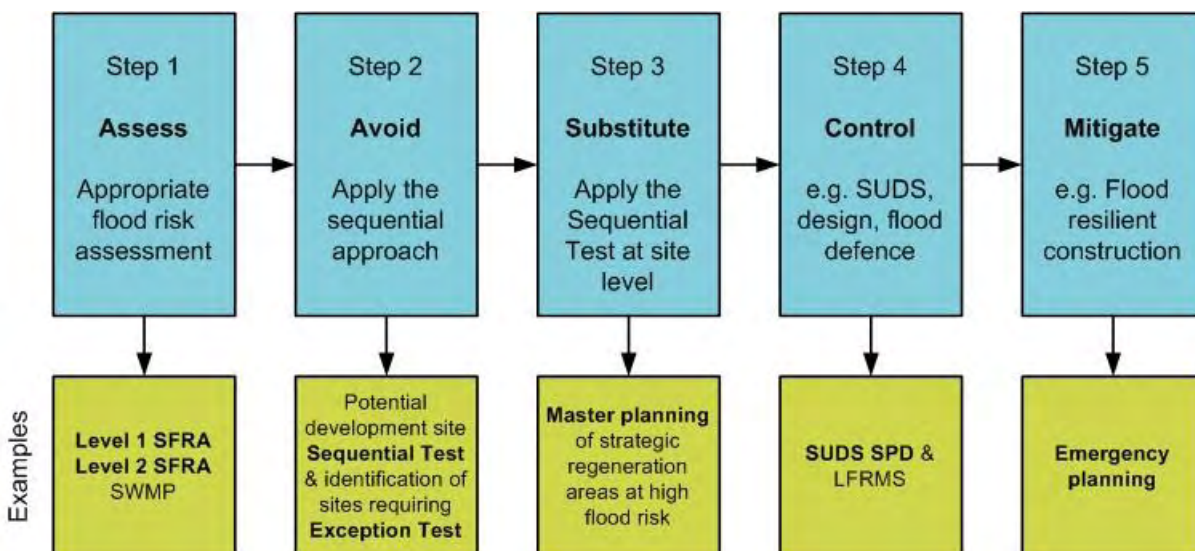 Step 1
Assess
Appropriate
flood risk
assessment
Step 2
Avoid
Apply the
sequential
approach
Step 3
Substitute
Apply the
Sequential
Test at site
level
Step 4
Control
e.g. SUDS,
design, flood
defence
Step 5
Mitigate
e.g. Flood
resilient
construction
Examples
Level 1 SFRA
Level 2 SFRA
SWMP
Potential
development site
Sequential Test
& identification of
sites requiring
Exception Test
Master planning
of strategic
regeneration
areas at high
flood risk
SUDS SPD &
LFRMS
Emergency
planning